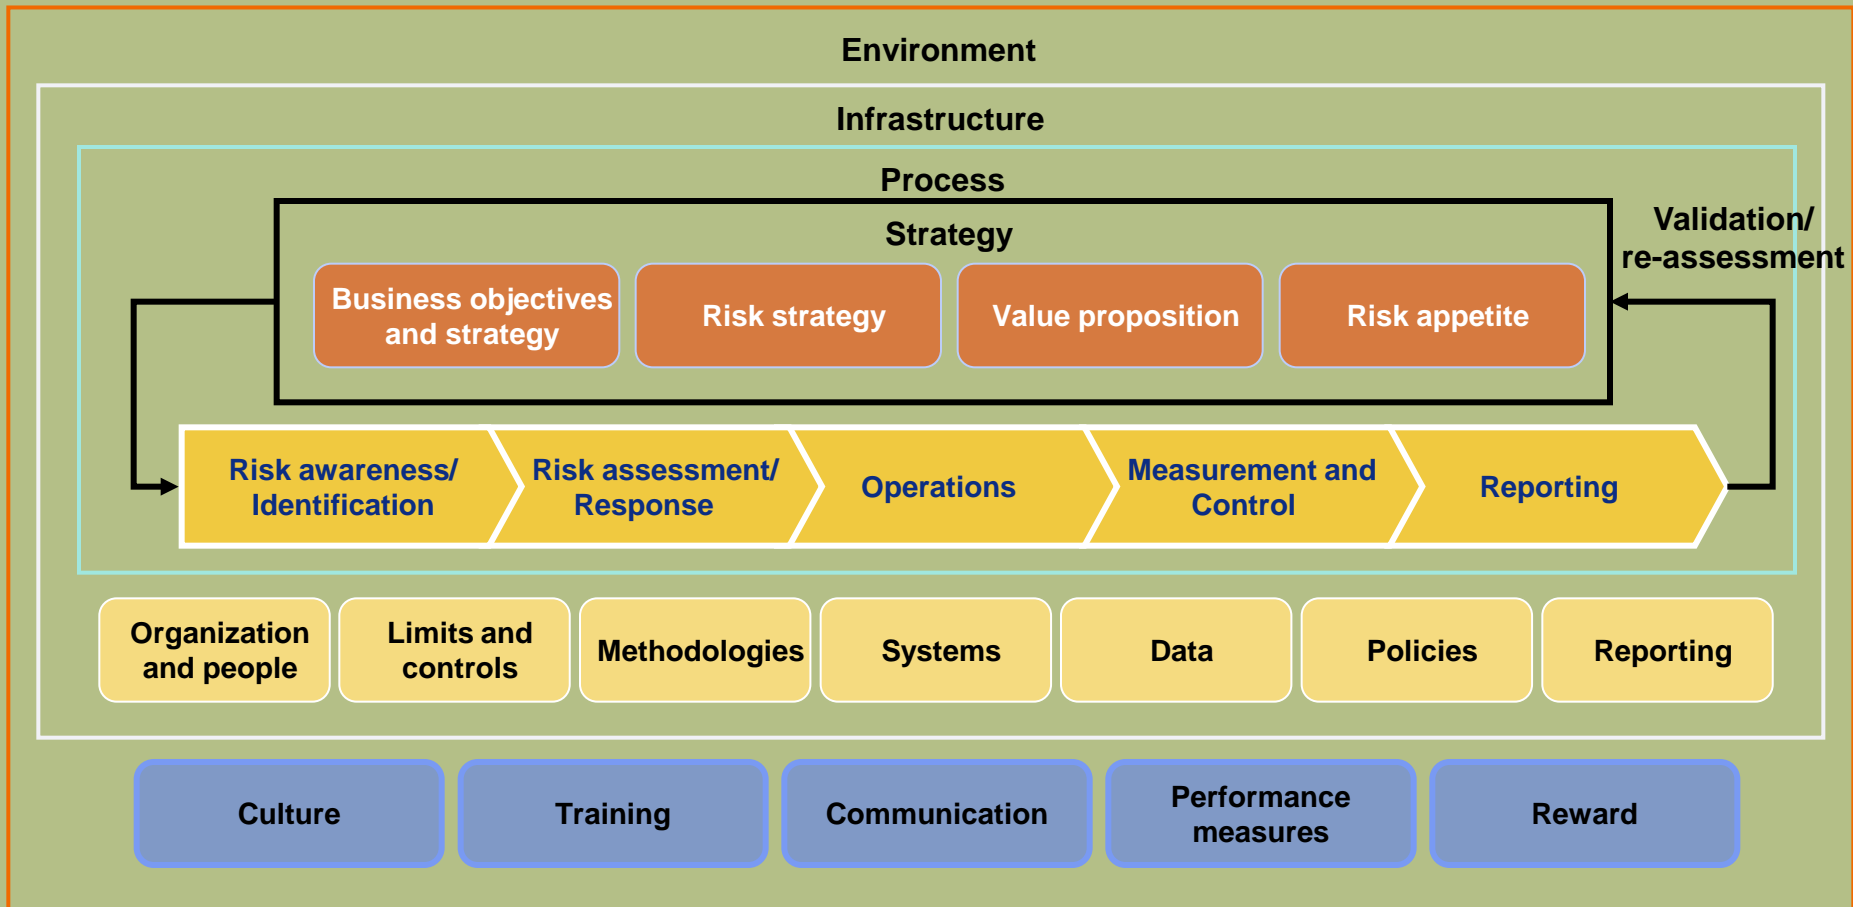 Environment
Infrastructure
Process
Strategy
Validation/
re-assessment
Business objectives
and strategy
Risk strategy
Value proposition
Risk appetite
Risk awareness/
Identification
Risk assessment/
Response
Operations
Measurement and
Control
Reporting
Organization
and people
Limits and
controls
Methodologies
Systems
Data
Policies
Reporting
Culture
Training
Communication
Performance
measures
Reward